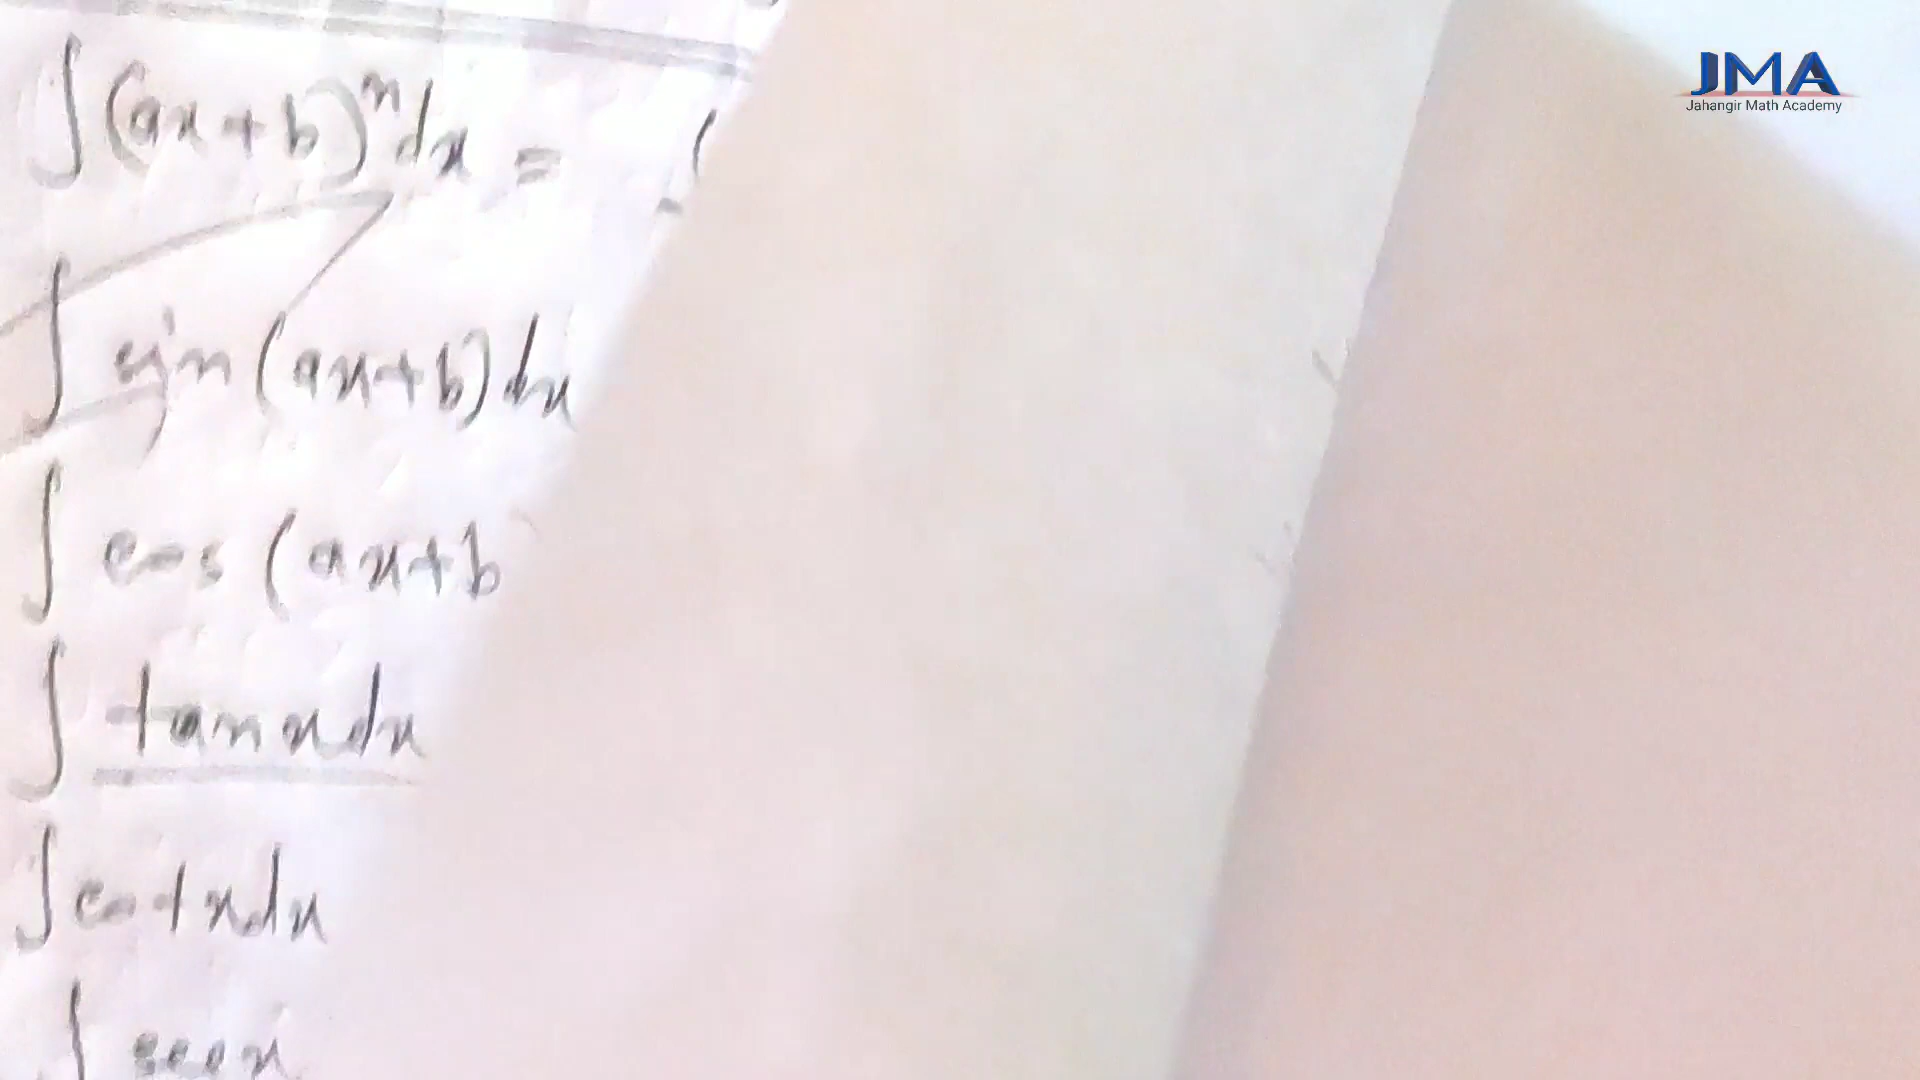 JMA
Jahangir Math Academy
∫(ax+b)ⁿdx = (
∫ sin(ax+b)dx
∫ cos(ax+b
∫ tanxdx
∫cotxdx
∫ secx